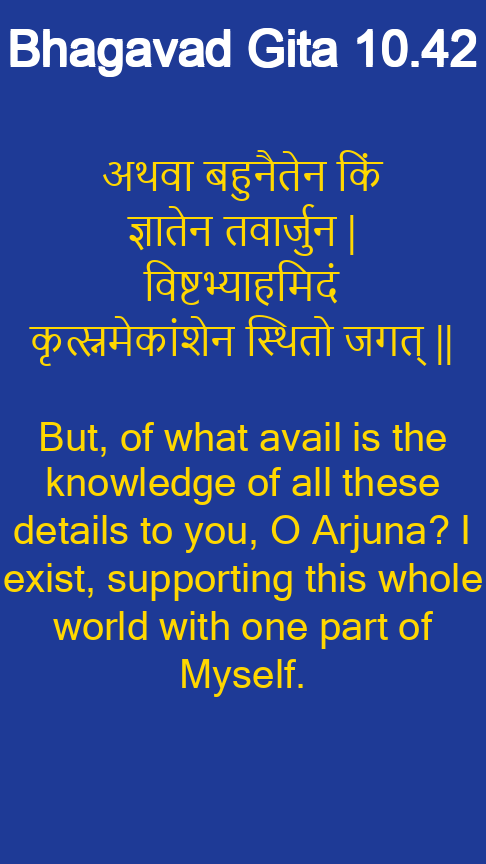 Bhagavad Gita 10.42
अथवा बहुनैतेन किं
ज्ञातेन तवार्जुन |
विष्टभ्याहमिदं
कृत्स्नमेकांशेन स्थितो जगत् ||
But, of what avail is the
knowledge of all these
details to you, O Arjuna? I
exist, supporting this whole
world with one part of
Myself.